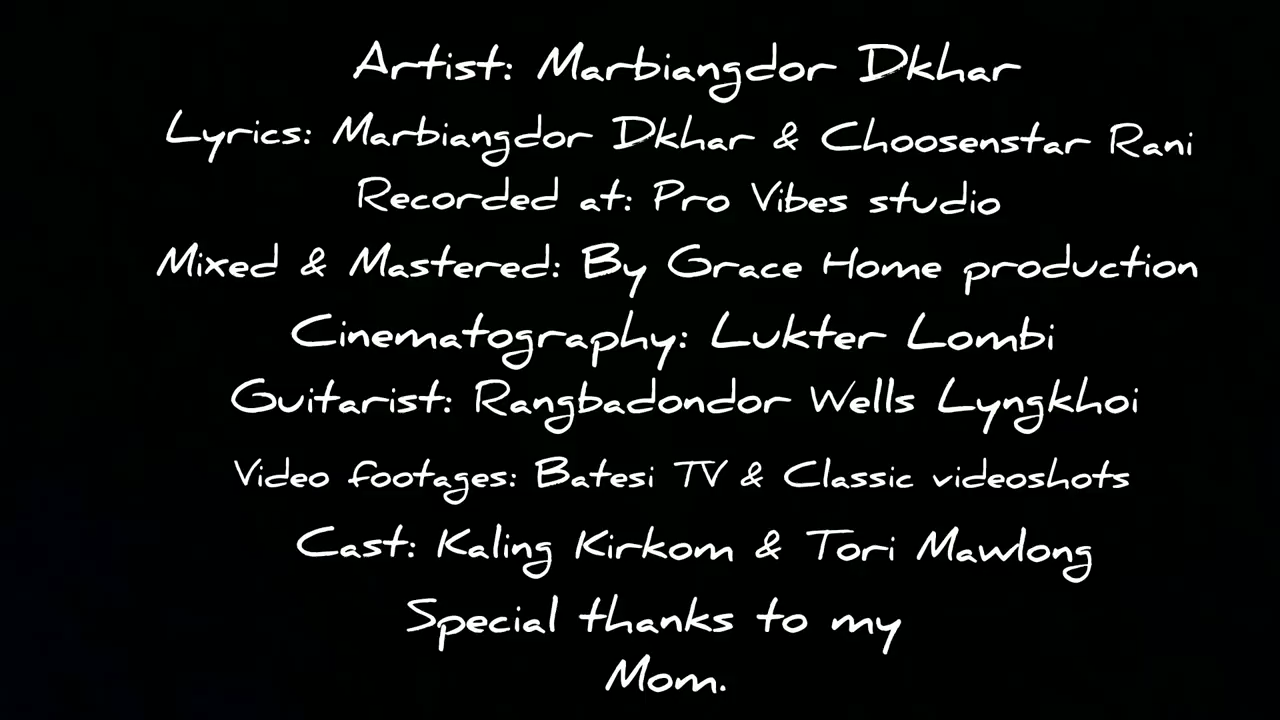 Artist: Marbiangdor Dkhar
Lyrics: Marbiangdor Dkhar & Choosenstar Rani
Recorded at: Pro Vibes studio
Mixed & Mastered: By Grace Home production
Cinematography: Lukter Lombi
Guitarist: Rangbadondor Wells Lyngkhoi
Video footages: Batesi TV & Classic videoshots
Cast: Kaling Kirkom & Tori Mawlong
Special thanks to my
Mom.